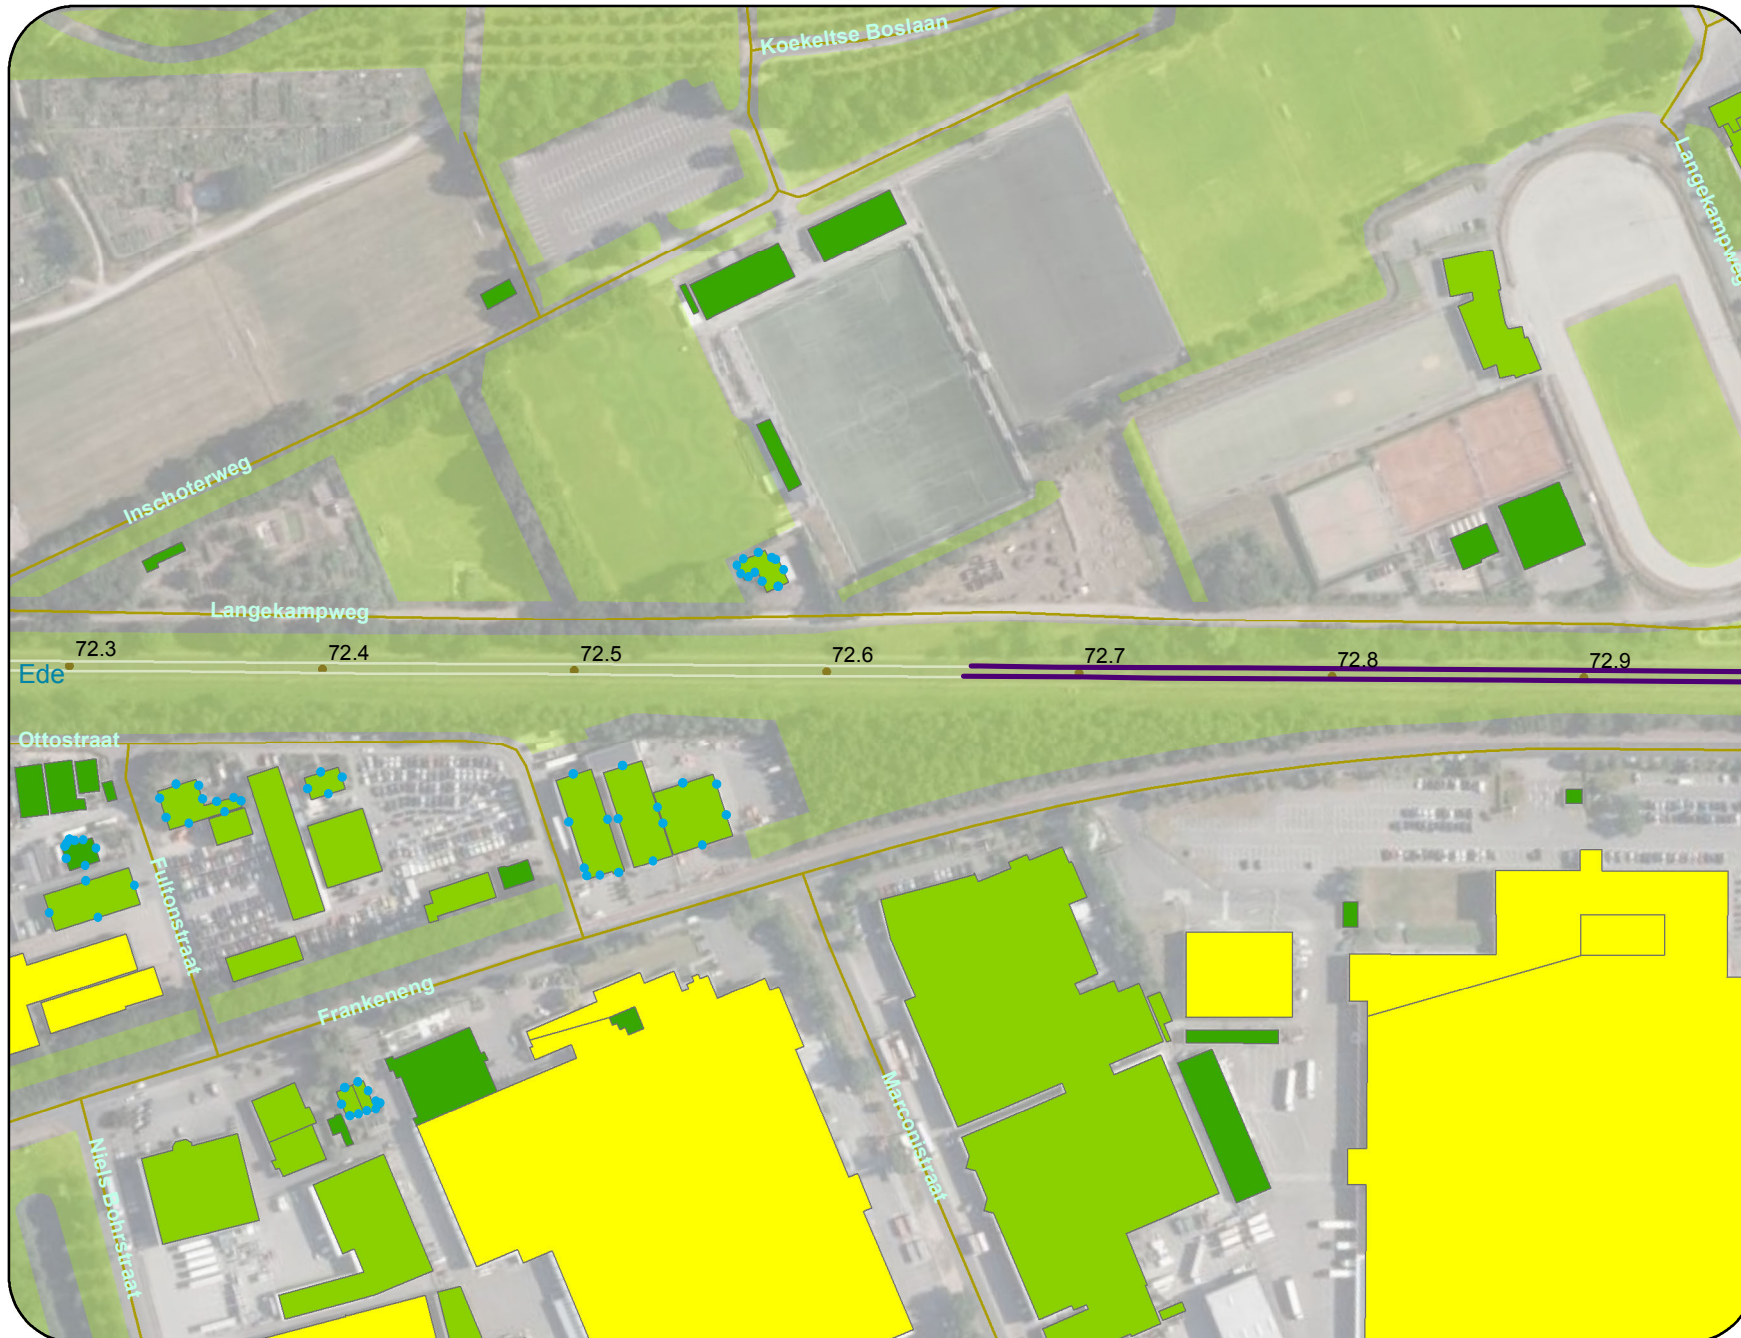 Koekeltse Boslaan
Langekampweg
Inschoterweg
Langekampweg
72.3
72.4
72.5
72.6
72.7
72.8
72.9
Ede
Ottostraat
Fultonstraat
Frankeneng
Marconistraat
Niels Bohrstraat